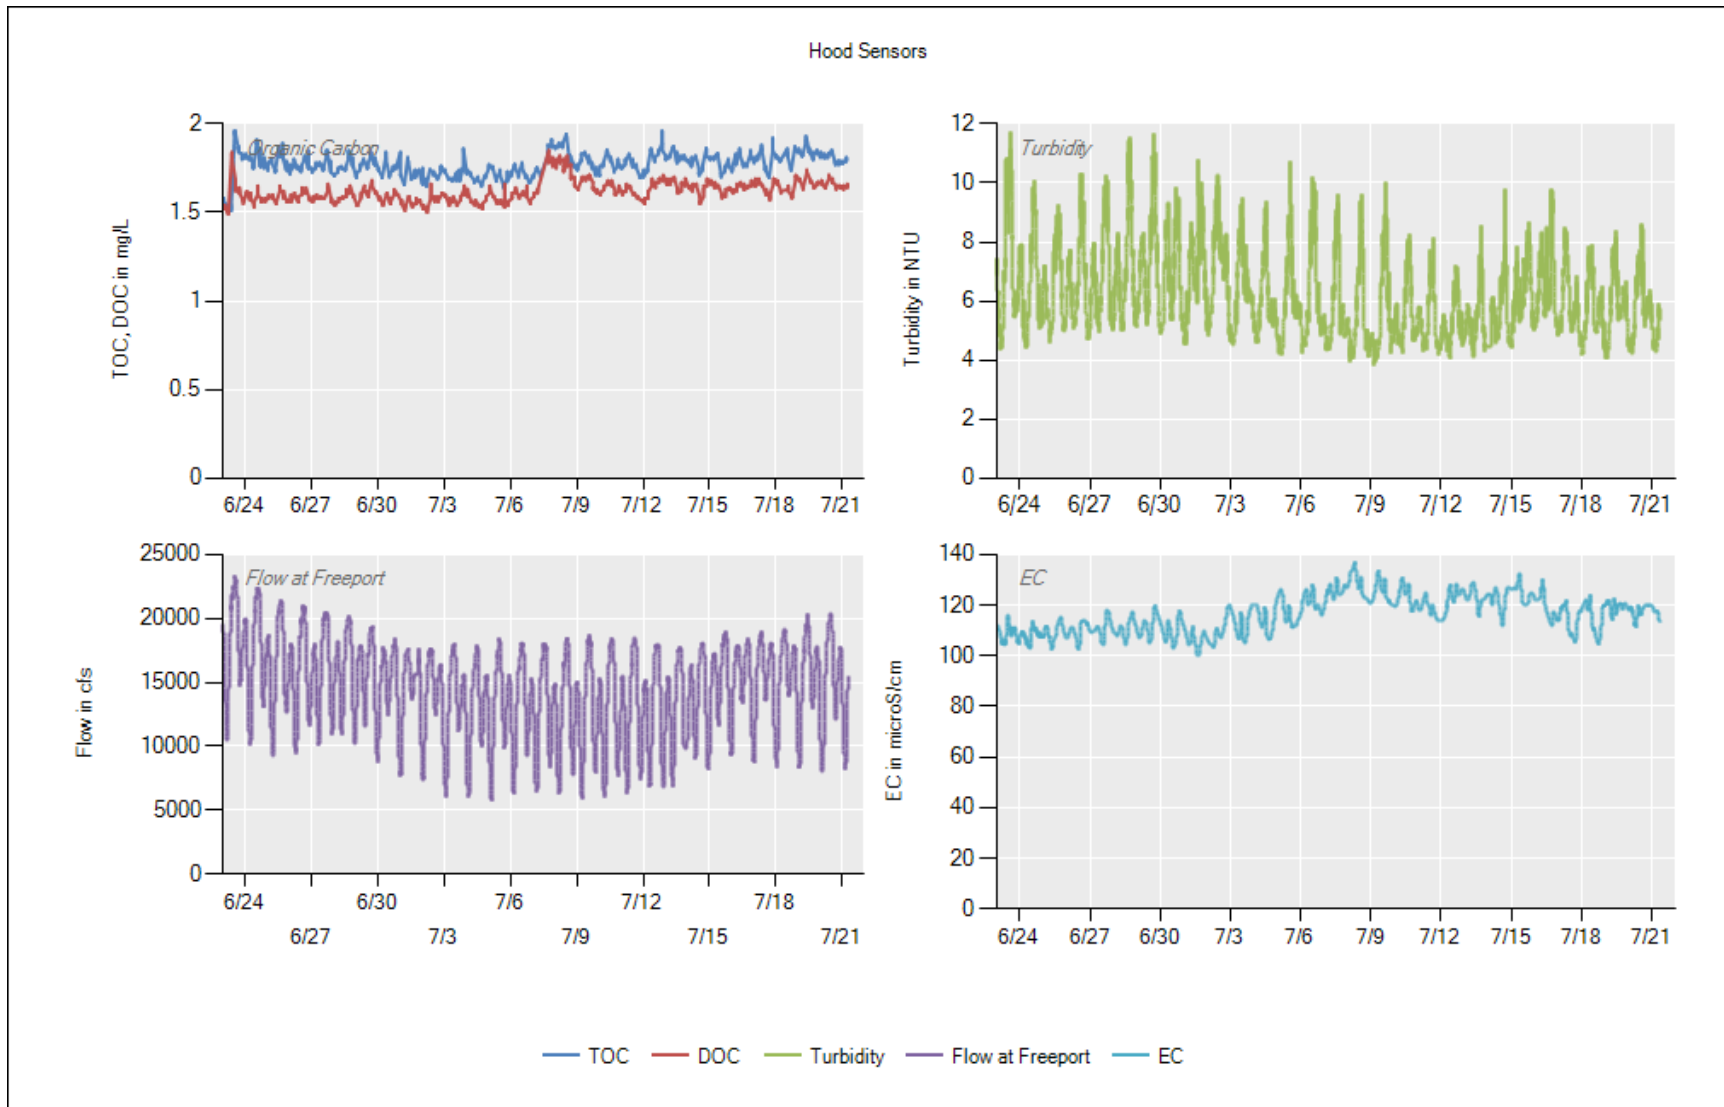 Hood Sensors
Organic Carbon
TOC, DOC in mg/L
2
1.5
1
0.5
0
6/24 6/27 6/30 7/3 7/6 7/9 7/12 7/15 7/18 7/21
Turbidity
Turbidity in NTU
12
10
8
6
4
2
0
6/24 6/27 6/30 7/3 7/6 7/9 7/12 7/15 7/18 7/21
Flow at Freeport
Flow in cfs
25000
20000
15000
10000
5000
0
6/24 6/30 7/6 7/12 7/18
6/27 7/3 7/9 7/15 7/21
EC
EC in microS/cm
140
120
100
80
60
40
20
0
6/24 6/27 6/30 7/3 7/6 7/9 7/12 7/15 7/18 7/21
TOC DOC Turbidity Flow at Freeport EC